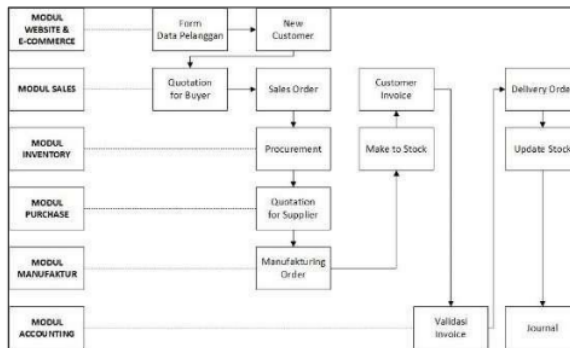 MODUL
WEBSITE &
E-COMMERCE
Form
Data Pelanggan
New
Customer
MODUL SALES
Quotation
for Buyer
Sales Order
Customer
Invoice
Delivery Order
MODUL
INVENTORY
Procurement
Make to Stock
Update Stock
MODUL
PURCHASE
Quotation
for Supplier
MODUL
MANUFAKTUR
Manufakturing
Order
MODUL
ACCOUNTING
Validasi
Invoice
Journal